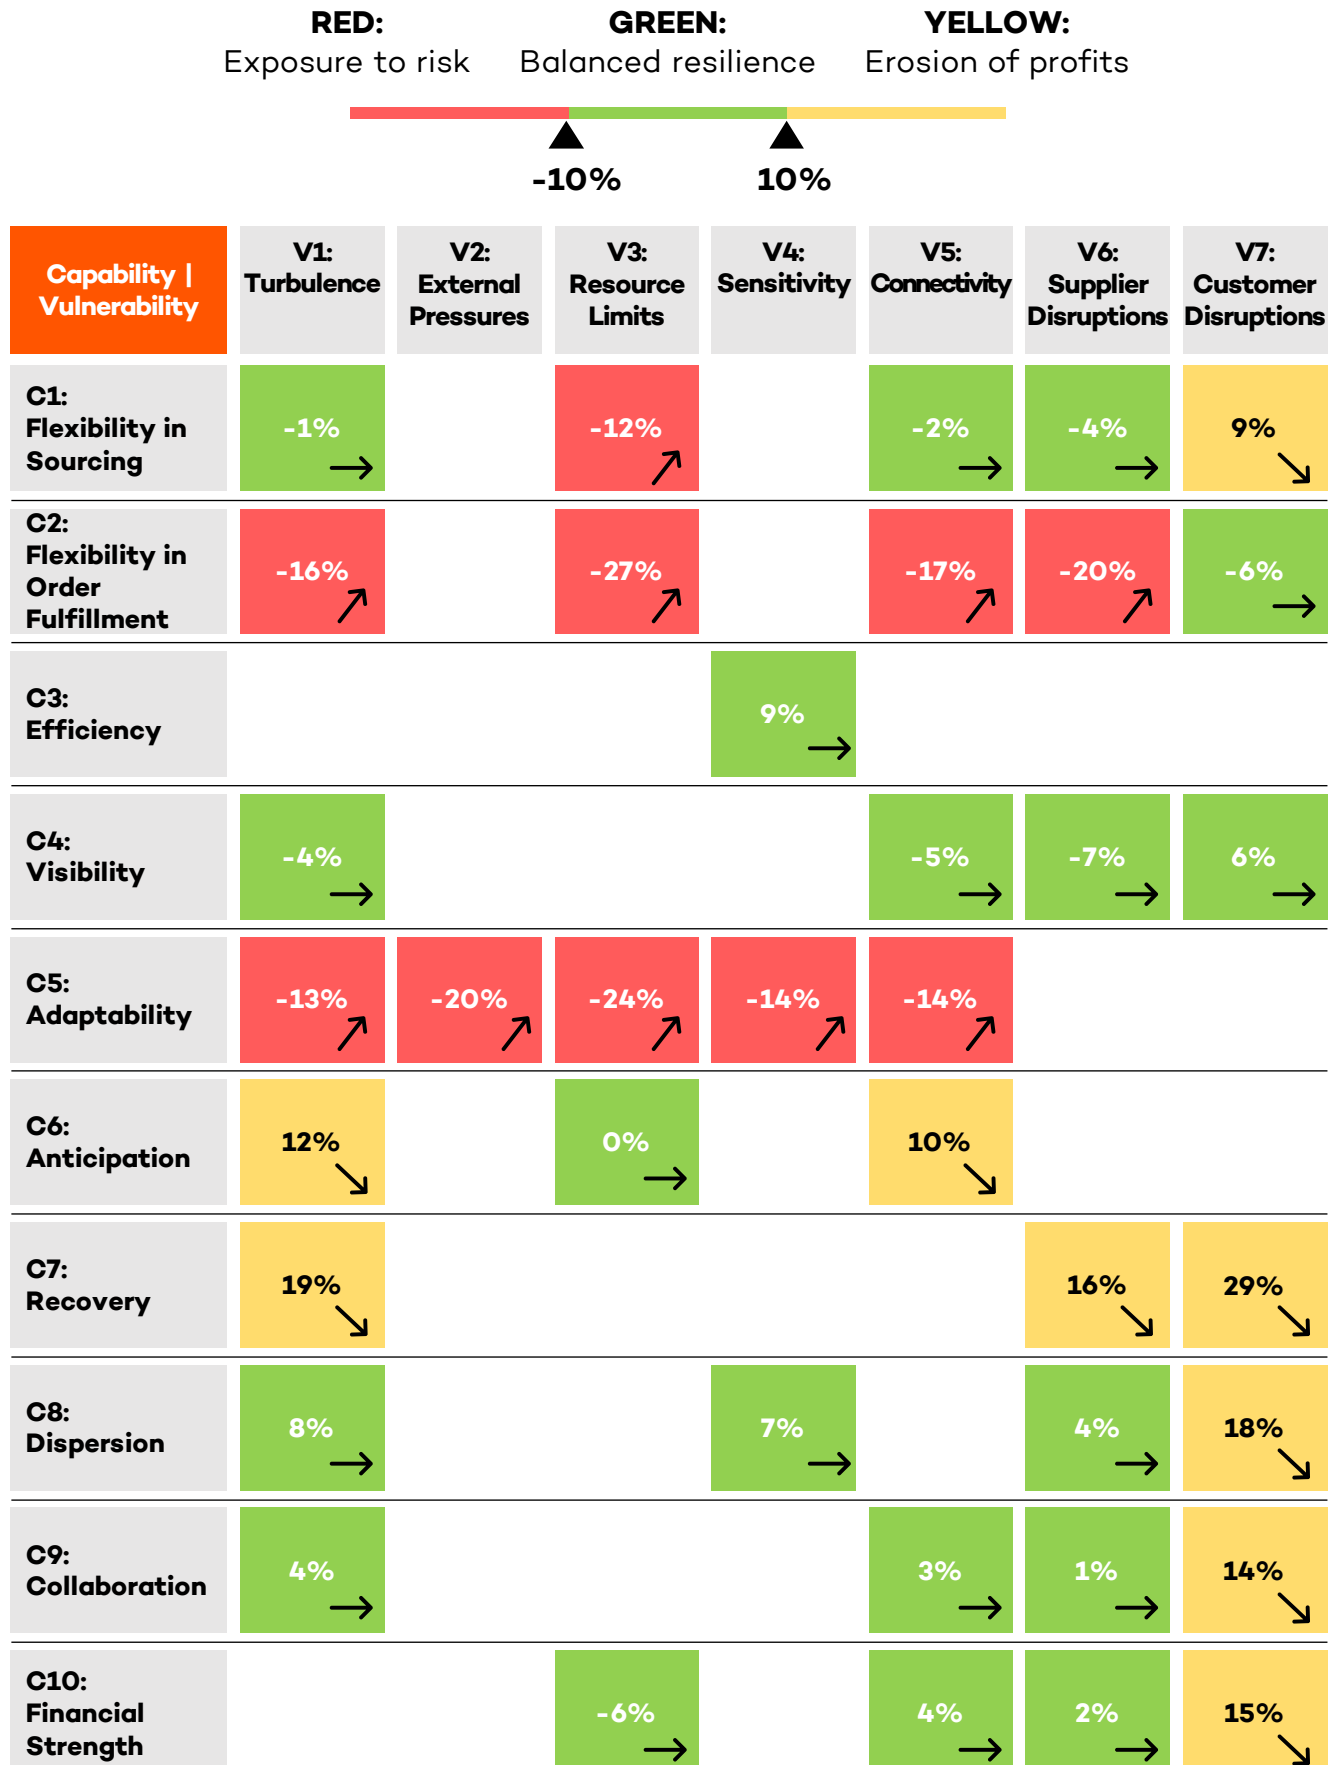 RED: GREEN: YELLOW:
Exposure to risk Balanced resilience Erosion of profits
-10% 10%
Capability |
Vulnerability
V1:
Turbulence
V2:
External
Pressures
V3:
Resource
Limits
V4:
Sensitivity
V5:
Connectivity
V6:
Supplier
Disruptions
V7:
Customer
Disruptions
C1:
Flexibility in
Sourcing
-1% -12% -2% -4% 9%
C2:
Flexibility in
Order
Fulfillment
-16% -27% -17% -20% -6%
C3:
Efficiency
9%
C4:
Visibility
-4% -5% -7% 6%
C5:
Adaptability
-13% -20% -24% -14% -14%
C6:
Anticipation
12% 0% 10%
C7:
Recovery
19% 16% 29%
C8:
Dispersion
8% 7% 4% 18%
C9:
Collaboration
4% 3% 1% 14%
C10:
Financial
Strength
-6% 4% 2% 15%